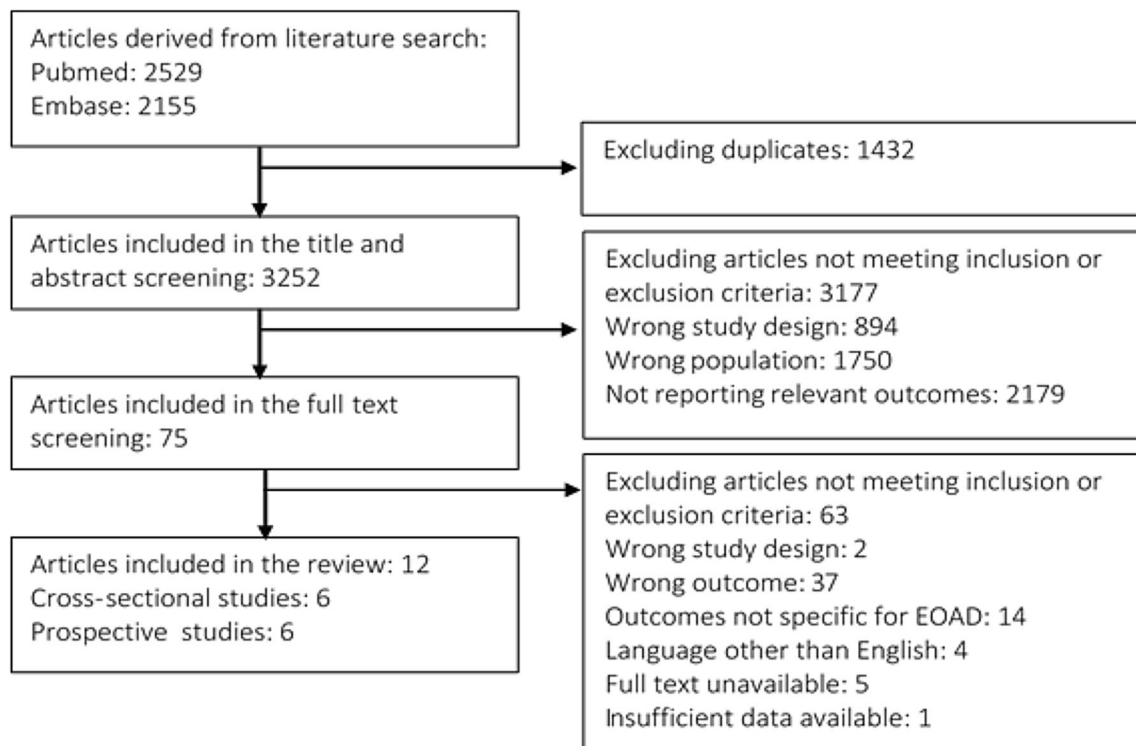 Articles derived from literature search:
Pubmed: 2529
Embase: 2155
Excluding duplicates: 1432
Articles included in the title and
abstract screening: 3252
Excluding articles not meeting inclusion or
exclusion criteria: 3177
Wrong study design: 894
Wrong population: 1750
Not reporting relevant outcomes: 2179
Articles included in the full text
screening: 75
Excluding articles not meeting inclusion or
exclusion criteria: 63
Wrong study design: 2
Wrong outcome: 37
Outcomes not specific for EOAD: 14
Language other than English: 4
Full text unavailable: 5
Insufficient data available: 1
Articles included in the review: 12
Cross-sectional studies: 6
Prospective studies: 6